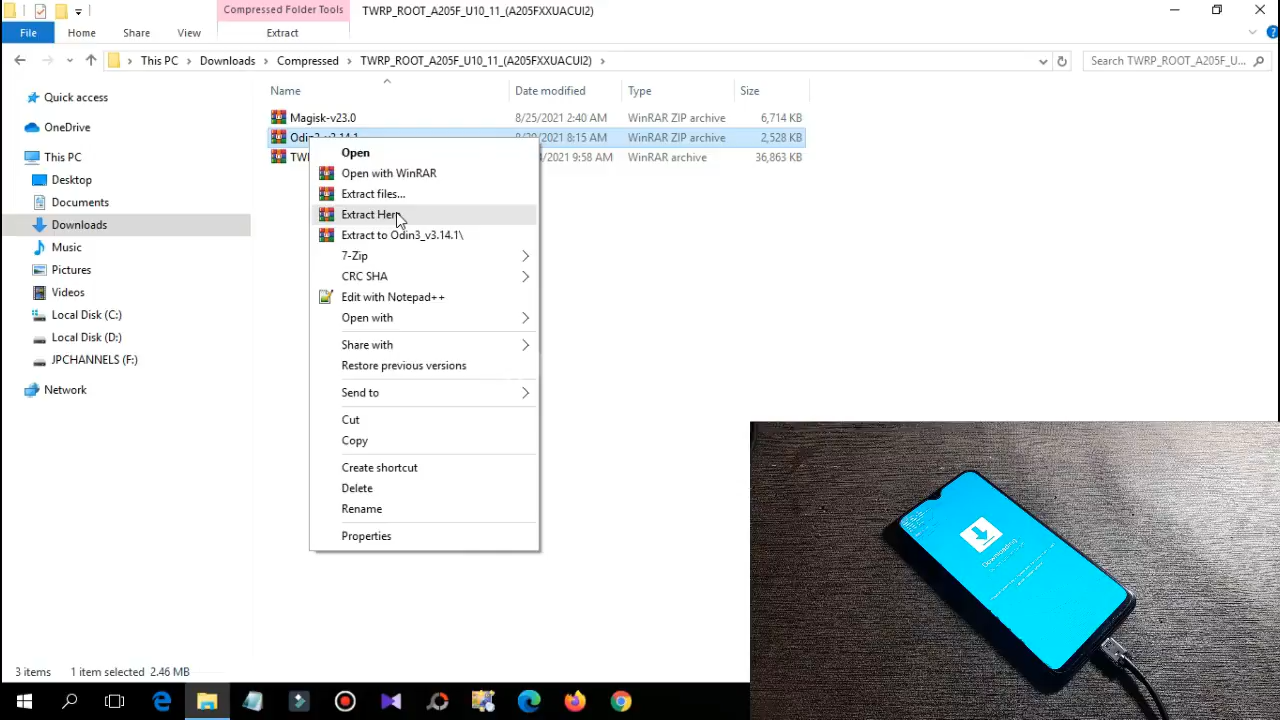 Compressed Folder Tools
TWRP_ROOT_A205F_U10_11_(A205FXXUACUI2)
File
Home
Share
View
Extract
This PC
Downloads
Compressed
TWRP_ROOT_A205F_U10_11_(A205FXXUACUI2)
Search TWRP_ROOT_A205F_U...
Name
Date modified
Type
Size
Quick access
OneDrive
This PC
Desktop
Documents
Downloads
Music
Pictures
Videos
Local Disk (C:)
Local Disk (D:)
JPCHANNELS (F:)
Network
Magisk-v23.0
8/25/2021 2:40 AM
WinRAR ZIP archive
6,714 KB
8:15 AM
WinRAR ZIP archive
2,528 KB
9:58 AM
WinRAR archive
36,863 KB
Open
Open with WinRAR
Extract files...
Extract Here
Extract to Odin3_v3.14.1\
7-Zip
CRC SHA
Edit with Notepad++
Open with
Share with
Restore previous versions
Send to
Cut
Copy
Create shortcut
Delete
Rename
Properties
3 items
1 item selected 2.46 MB
Downloading